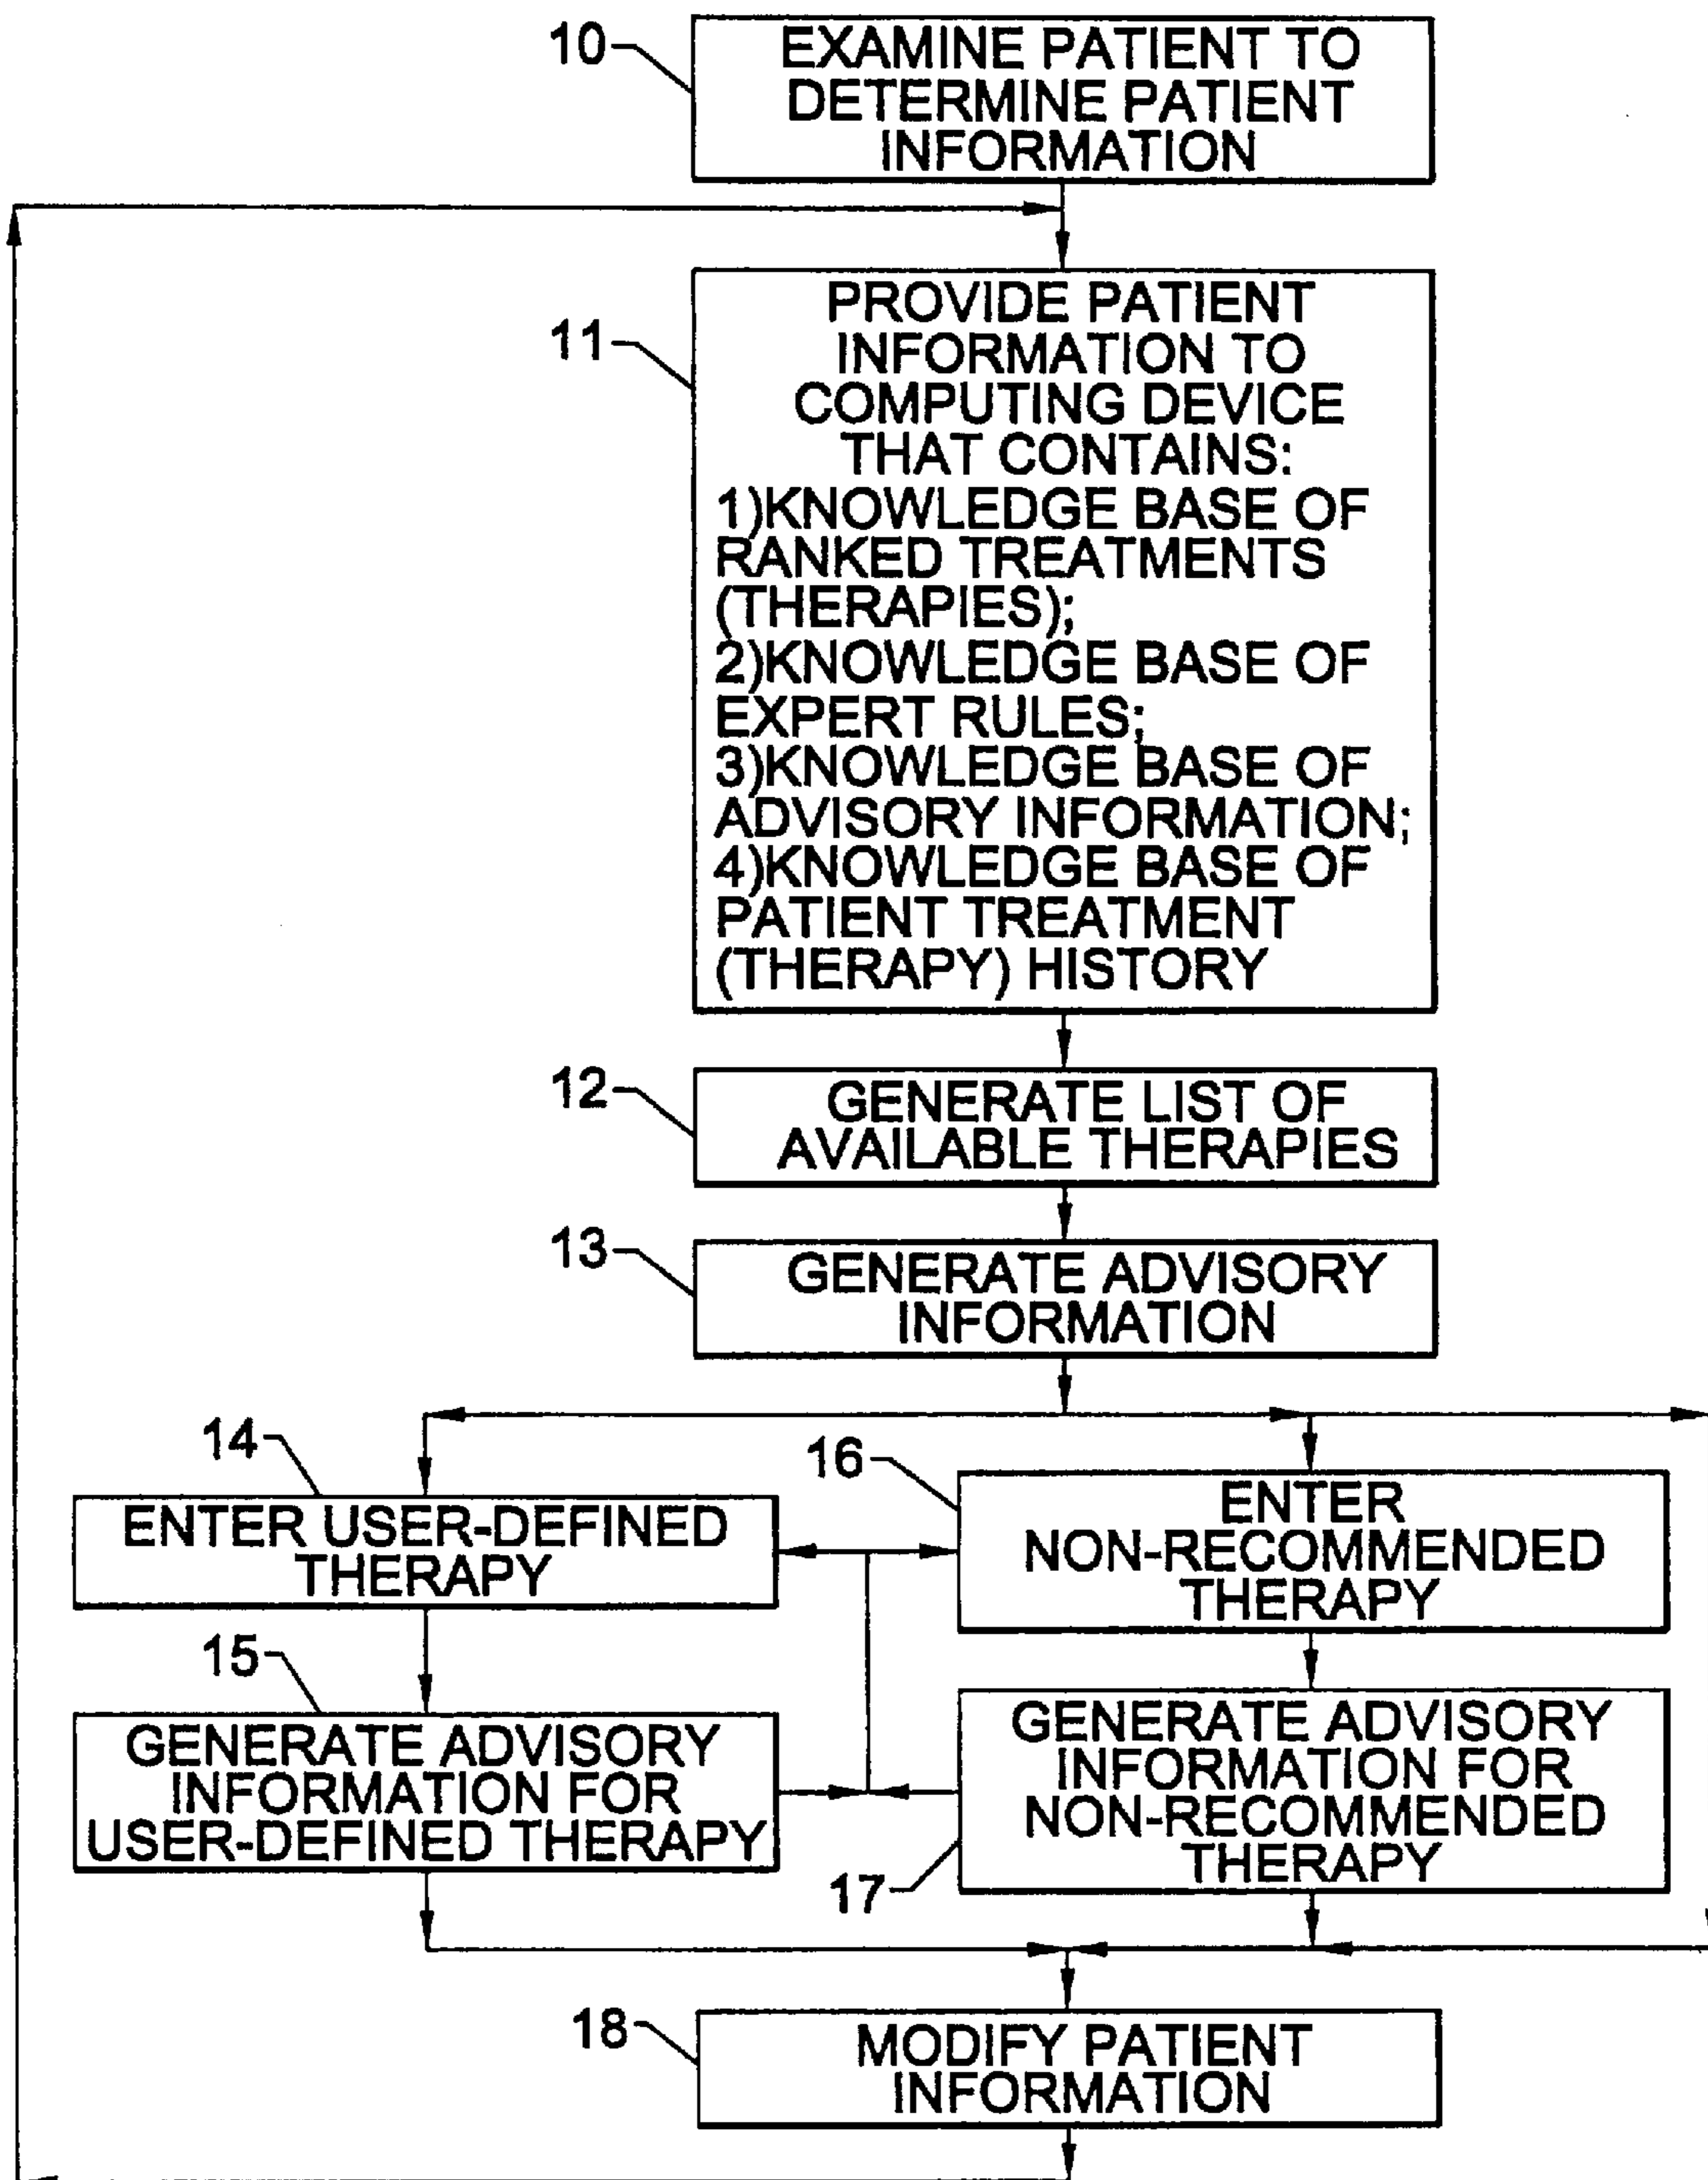 10
EXAMINE PATIENT TO
DETERMINE PATIENT
INFORMATION
11
PROVIDE PATIENT
INFORMATION TO
COMPUTING DEVICE
THAT CONTAINS:
1)KNOWLEDGE BASE OF
RANKED TREATMENTS
(THERAPIES);
2)KNOWLEDGE BASE OF
EXPERT RULES;
3)KNOWLEDGE BASE OF
ADVISORY INFORMATION;
4)KNOWLEDGE BASE OF
PATIENT TREATMENT
(THERAPY) HISTORY
12
GENERATE LIST OF
AVAILABLE THERAPIES
13
GENERATE ADVISORY
INFORMATION
14
ENTER USER-DEFINED
THERAPY
15
GENERATE ADVISORY
INFORMATION FOR
USER-DEFINED THERAPY
16
ENTER
NON-RECOMMENDED
THERAPY
17
GENERATE ADVISORY
INFORMATION FOR
NON-RECOMMENDED
THERAPY
18
MODIFY PATIENT
INFORMATION